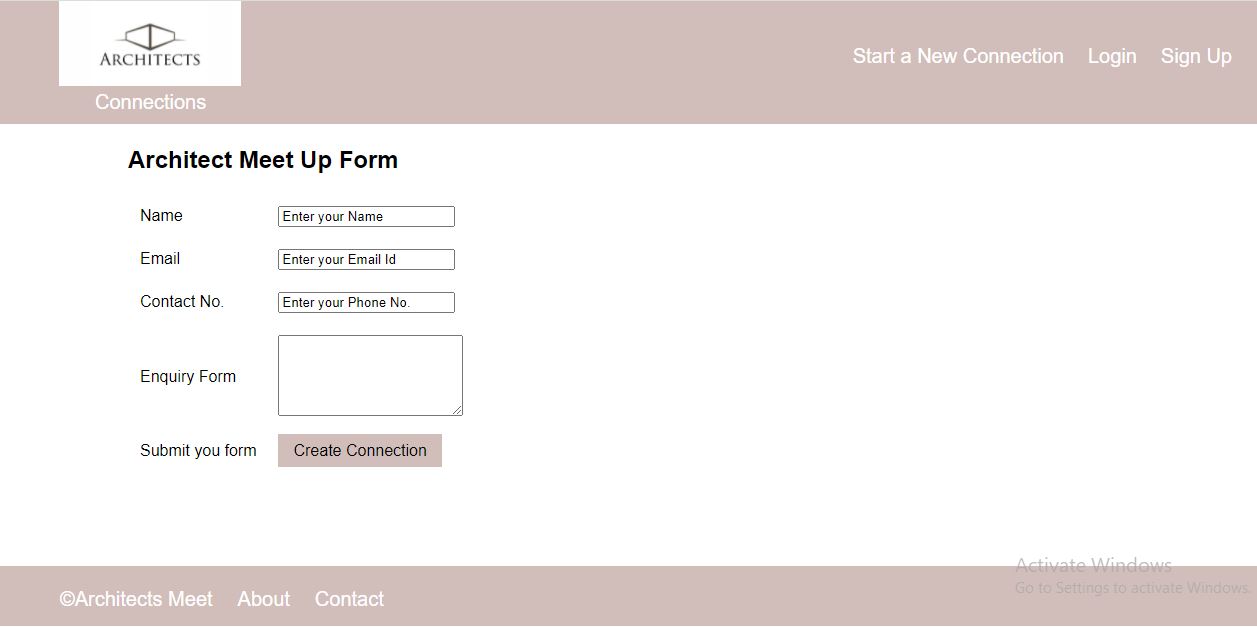 ARCHITECTS
Connections
Start a New Connection Login Sign Up
Architect Meet Up Form
Name Enter your Name
Email Enter your Email Id
Contact No. Enter your Phone No.
Enquiry Form
Submit you form Create Connection
Activate Windows
Go to Settings to activate Windows.
©Architects Meet About Contact